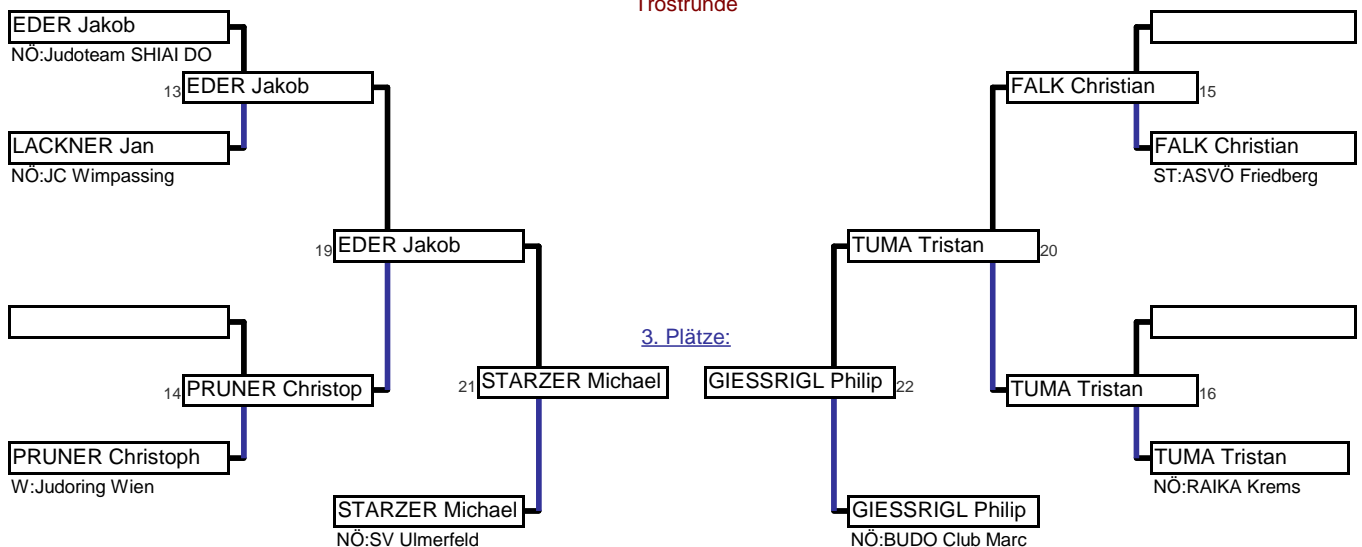 Trostrunde
EDER Jakob
NÖ:Judoteam SHIAI DO
13 EDER Jakob
FALK Christian 15
LACKNER Jan
NÖ:JC Wimpassing
FALK Christian
ST:ASVÖ Friedberg
19 EDER Jakob
TUMA Tristan 20
3. Plätze:
14 PRUNER Christop
21 STARZER Michael
GIESSRIGL Philip 22
TUMA Tristan 16
PRUNER Christoph
W:Judoring Wien
TUMA Tristan
NÖ:RAIKA Krems
STARZER Michael
NÖ:SV Ulmerfeld
GIESSRIGL Philip
NÖ:BUDO Club Marc